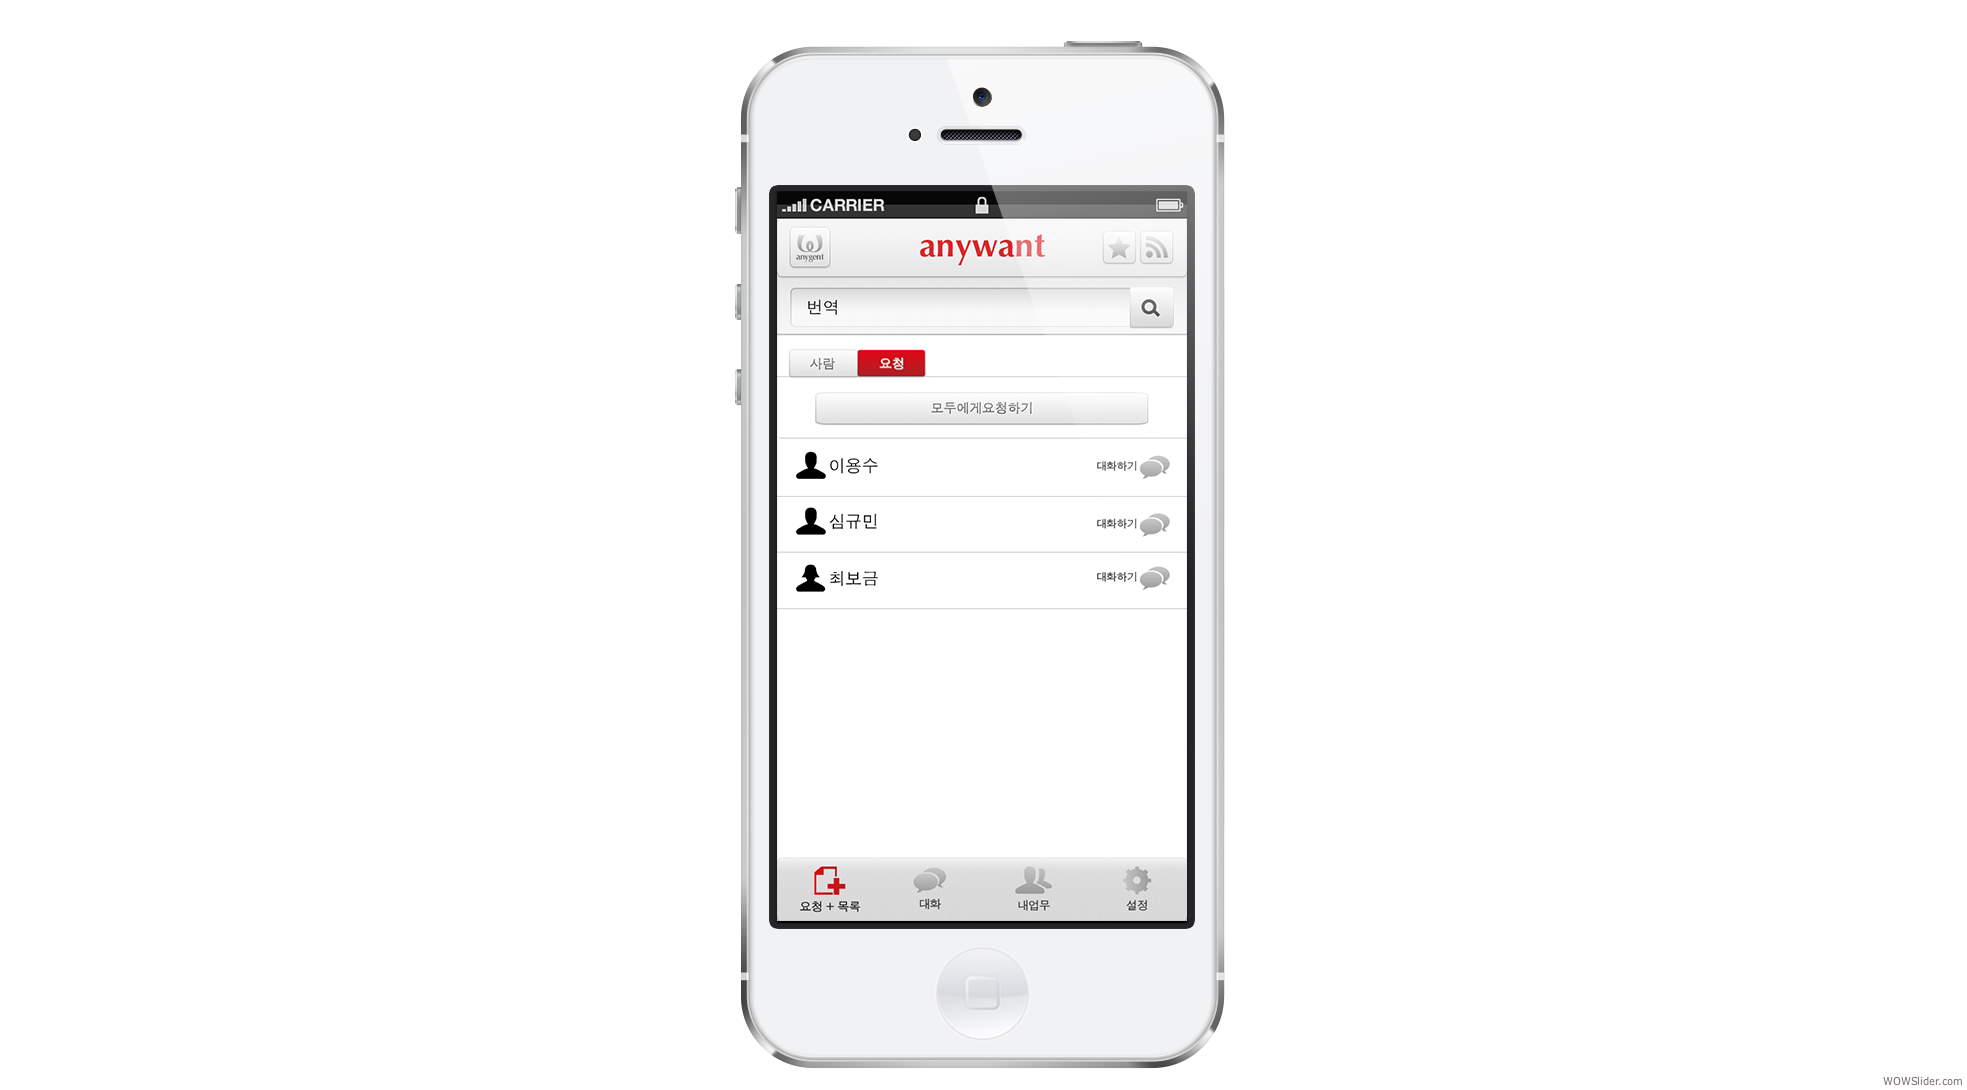 CARRIER
anygent
anywant
번역
사람 요청
모두에게요청하기
이용수 대화하기
심규민 대화하기
최보금 대화하기
요청 + 목록 대화 내업무 설정
WOWSlider.com